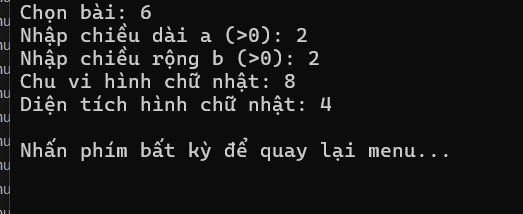 Chọn bài: 6
Nhập chiều dài a (>0): 2
Nhập chiều rộng b (>0): 2
Chu vi hình chữ nhật: 8
Diện tích hình chữ nhật: 4
Nhấn phím bất kỳ để quay lại menu...